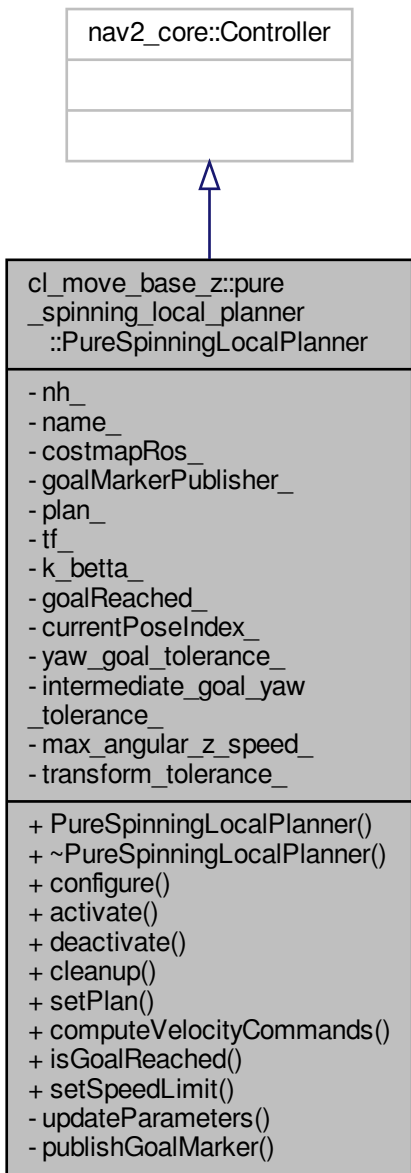 nav2_core::Controller
cl_move_base_z::pure
_spinning_local_planner
::PureSpinningLocalPlanner
- nh_
- name_
- costmapRos_
- goalMarkerPublisher_
- plan_
- tf_
- k_betta_
- goalReached_
- currentPoseIndex_
- yaw_goal_tolerance_
- intermediate_goal_yaw
_tolerance_
- max_angular_z_speed_
- transform_tolerance_
+ PureSpinningLocalPlanner()
+ ~PureSpinningLocalPlanner()
+ configure()
+ activate()
+ deactivate()
+ cleanup()
+ setPlan()
+ computeVelocityCommands()
+ isGoalReached()
+ setSpeedLimit()
- updateParameters()
- publishGoalMarker()